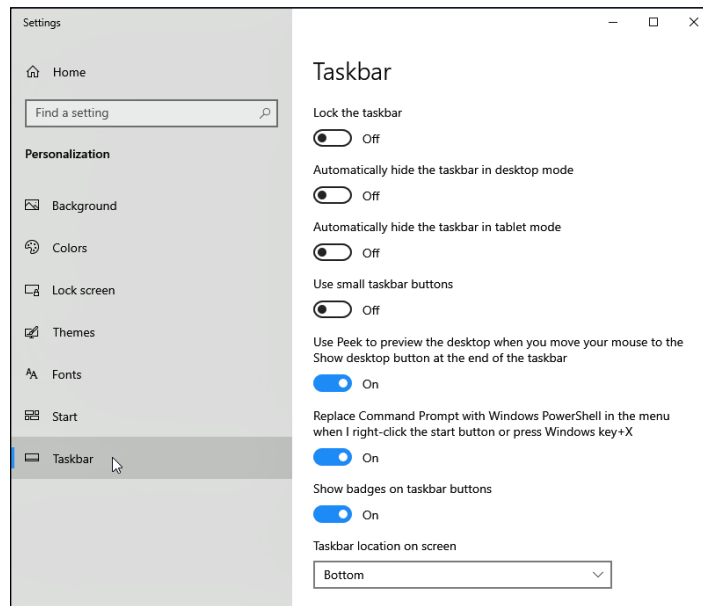 Settings
Home
Find a setting
Personalization
Background
Colors
Lock screen
Themes
Fonts
Start
Taskbar
Taskbar
Lock the taskbar
Off
Automatically hide the taskbar in desktop mode
Off
Automatically hide the taskbar in tablet mode
Off
Use small taskbar buttons
Off
Use Peek to preview the desktop when you move your mouse to the
Show desktop button at the end of the taskbar
On
Replace Command Prompt with Windows PowerShell in the menu
when I right-click the start button or press Windows key+X
On
Show badges on taskbar buttons
On
Taskbar location on screen
Bottom